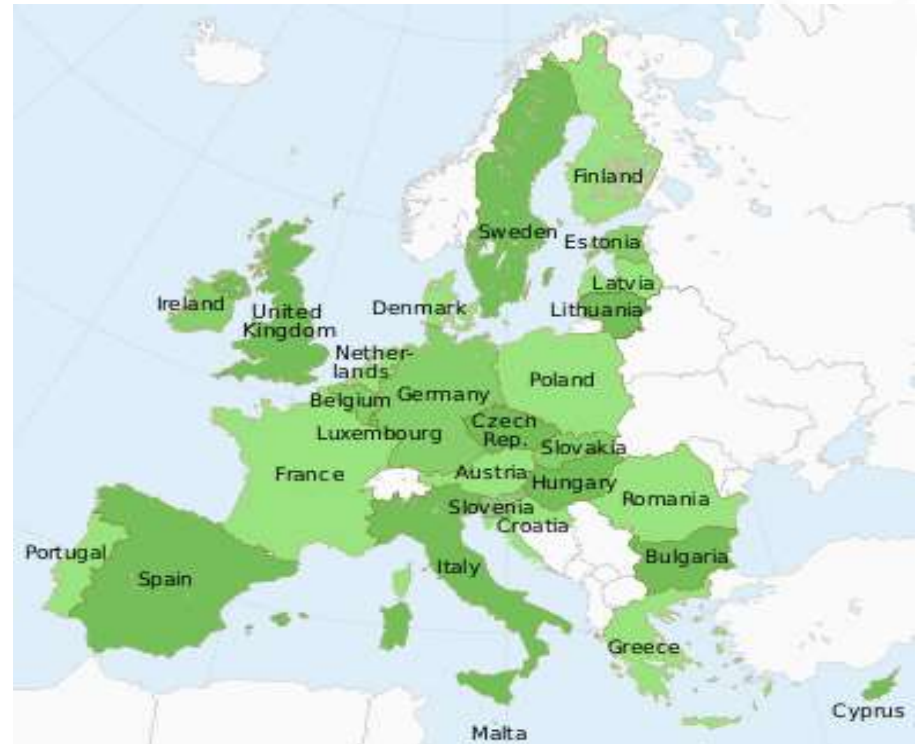 Finland
Sweden
Estonia
Latvia
Ireland
United
Kingdom
Denmark
Lithuania
Nether-
lands
Poland
Belgium
Germany
Luxembourg
Czech
Rep.
Slovakia
France
Austria
Hungary
Romania
Slovenia
Croatia
Portugal
Spain
Italy
Bulgaria
Greece
Cyprus
Malta